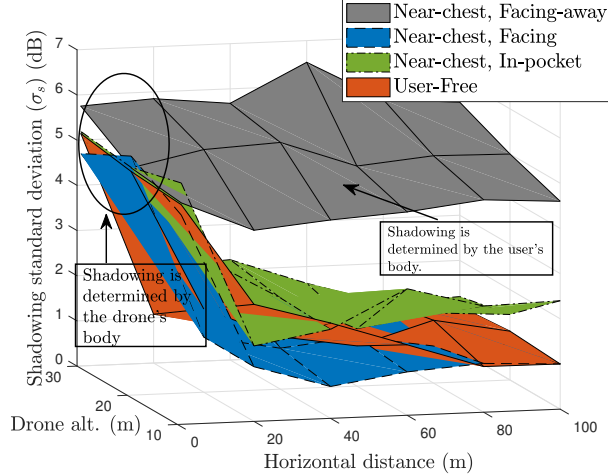 Near-chest, Facing-away
Near-chest, Facing
Near-chest, In-pocket
User-Free
Shadowing standard deviation (σs) (dB)
7
6
5
4
3
2
1
0
Shadowing is
determined by
the drone's
body
Shadowing is
determined by the user's
body.
30
20
10
Drone alt. (m)
0
20
40
60
80
100
Horizontal distance (m)